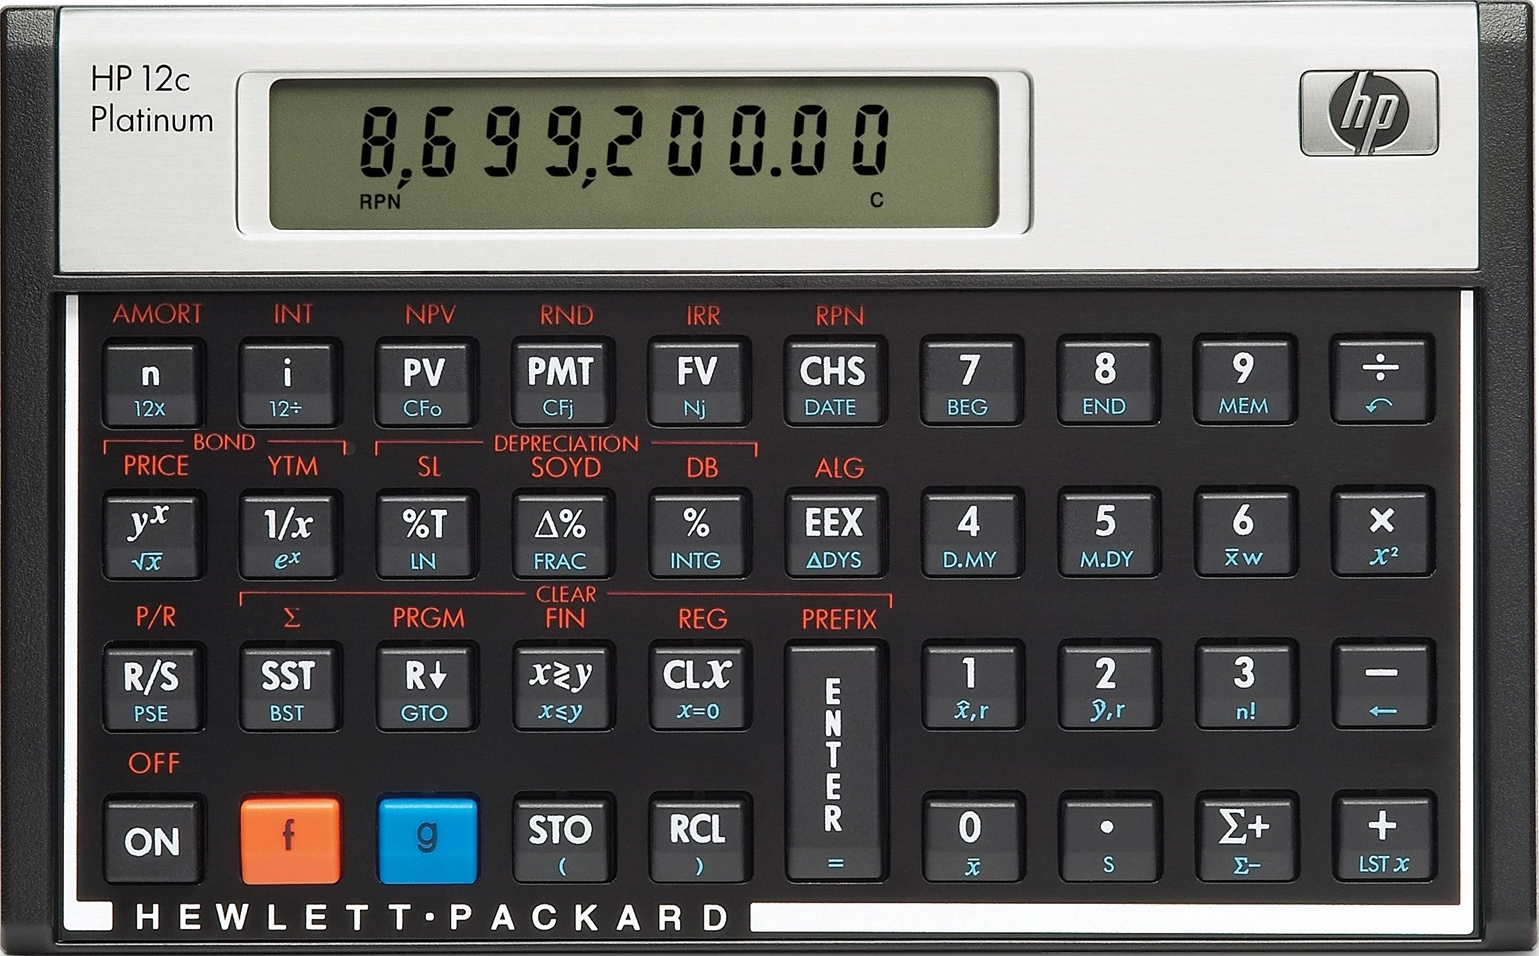 HP 12c
Platinum
hp
8,699,200.00
RPN C
AMORT INT NPV RND IRR RPN
n i PV PMT FV CHS 7 8 9 ÷
12x 12÷ CFo CFj Nj DATE BEG END MEM ↶
BOND DEPRECIATION
PRICE YTM SL SOYD DB ALG
yˣ 1/x %T Δ% % EEX 4 5 6 ×
√x eˣ LN FRAC INTG ΔDYS D.MY M.DY x̅w x²
CLEAR
P/R Σ PRGM FIN REG PREFIX
R/S SST R↓ x≷y CLx ENTER 1 2 3 −
PSE BST GTO x≤y x=0 x̂,r ŷ,r n! ←
OFF
ON f g STO RCL 0 • Σ+ +
( ) = x̅ s Σ− LST x
HEWLETT·PACKARD